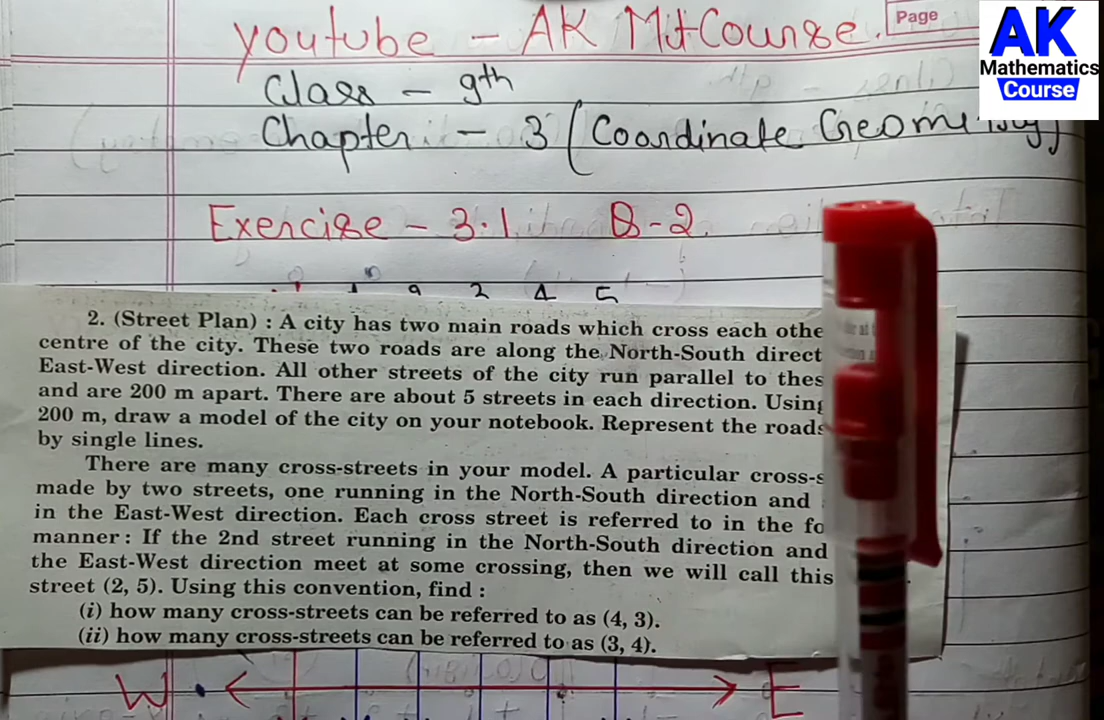 youtube - AK MitCourse.
Page
AK
Mathematics
Course
Class - 9th
Chapter - 3 (Coordinate Geometry)
Exercise - 3.1 Q-2.
1 2 3 4 5
2. (Street Plan) : A city has two main roads which cross each othe
centre of the city. These two roads are along the North-South direct
East-West direction. All other streets of the city run parallel to thes
and are 200 m apart. There are about 5 streets in each direction. Using
200 m, draw a model of the city on your notebook. Represent the roads
by single lines.
There are many cross-streets in your model. A particular cross-s
made by two streets, one running in the North-South direction and
in the East-West direction. Each cross street is referred to in the fo
manner : If the 2nd street running in the North-South direction and
the East-West direction meet at some crossing, then we will call this
street (2, 5). Using this convention, find :
(i) how many cross-streets can be referred to as (4, 3).
(ii) how many cross-streets can be referred to as (3, 4).
W E